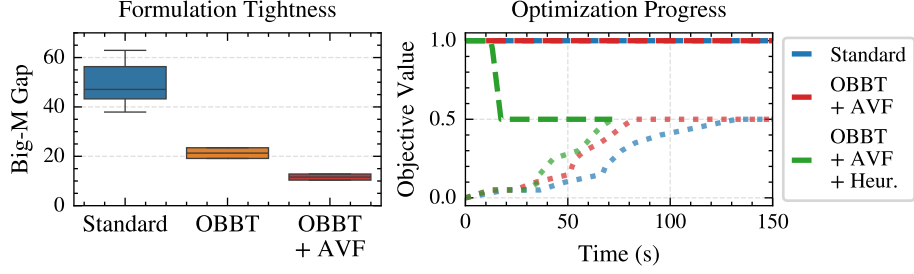 Formulation Tightness
Big-M Gap
60
40
20
0
Standard
OBBT
OBBT
+ AVF
Optimization Progress
Objective Value
1.0
0.5
0.0
0
50
100
150
Time (s)
Standard
OBBT
+ AVF
OBBT
+ AVF
+ Heur.